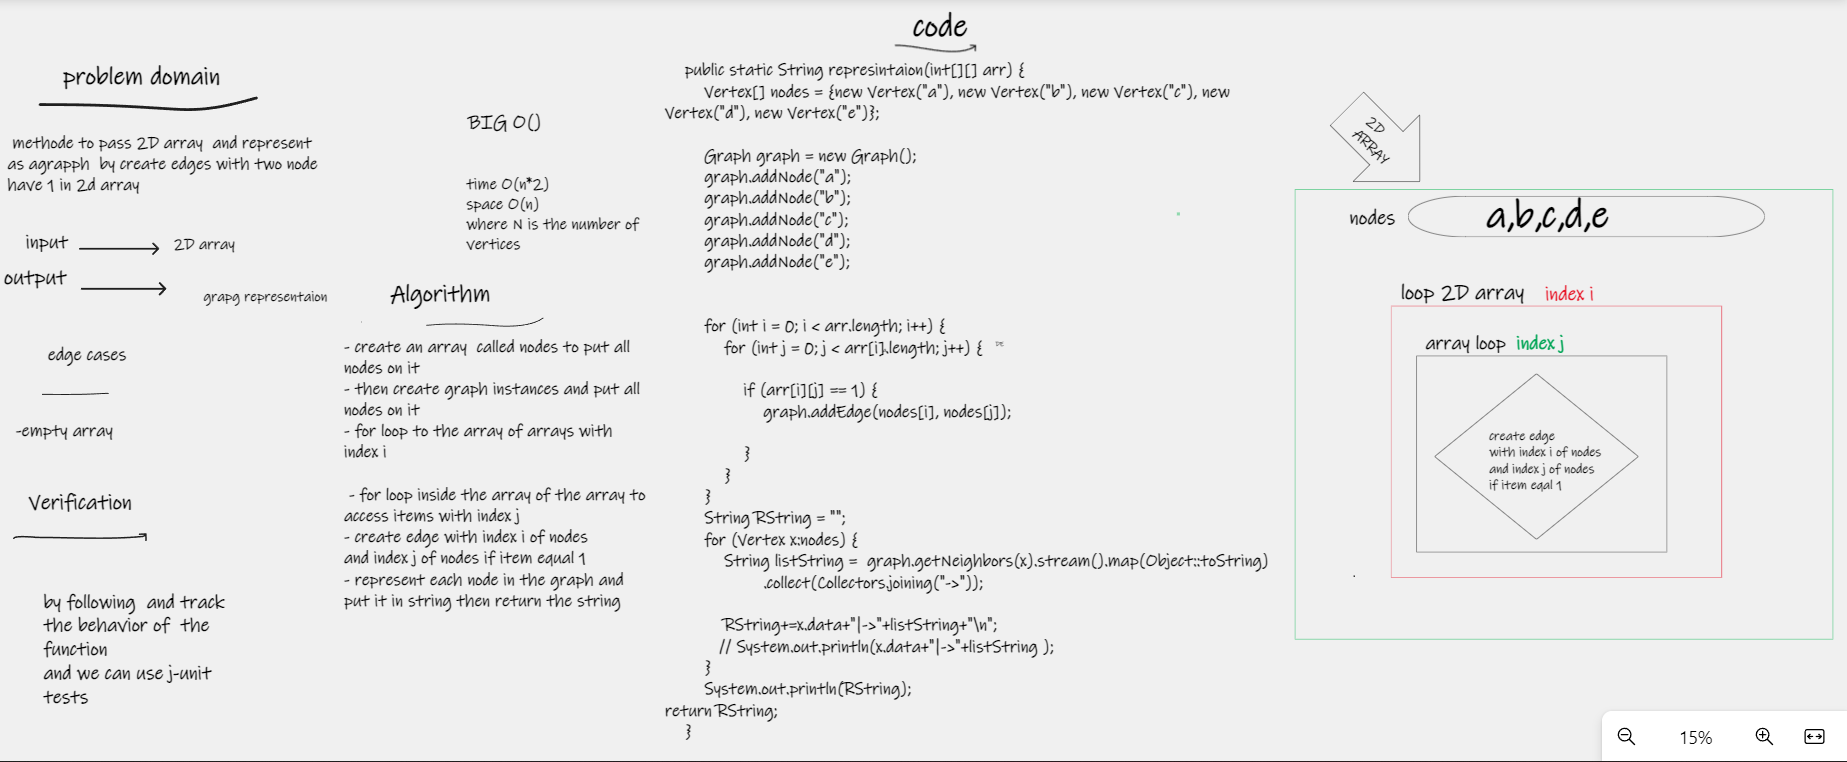 problem domain
methode to pass 2D array and represent
as agrapph by create edges with two node
have 1 in 2d array
input
2D array
output
grapg representaion
edge cases
-empty array
Verification
by following and track
the behavior of the
function
and we can use j-unit
tests
BIG O()
time O(n*2)
space O(n)
where N is the number of
vertices
Algorithm
- create an array called nodes to put all
nodes on it
- then create graph instances and put all
nodes on it
- for loop to the array of arrays with
index i
- for loop inside the array of the array to
access items with index j
- create edge with index i of nodes
and index j of nodes if item equal 1
- represent each node in the graph and
put it in string then return the string
code
public static String represintaion(int[][] arr) {
Vertex[] nodes = {new Vertex("a"), new Vertex("b"), new Vertex("c"), new
Vertex("d"), new Vertex("e")};
Graph graph = new Graph();
graph.addNode("a");
graph.addNode("b");
graph.addNode("c");
graph.addNode("d");
graph.addNode("e");
for (int i = 0; i < arr.length; i++) {
for (int j = 0; j < arr[i].length; j++) {
if (arr[i][j] == 1) {
graph.addEdge(nodes[i], nodes[j]);
}
}
}
String RString = "";
for (Vertex x:nodes) {
String listString = graph.getNeighbors(x).stream().map(Object::toString)
.collect(Collectors.joining("->"));
RString+=x.data+"|->"+listString+"\n";
// System.out.println(x.data+"|->"+listString );
}
System.out.println(RString);
return RString;
}
2D
ARRAY
nodes
a,b,c,d,e
loop 2D array index i
array loop index j
create edge
with index i of nodes
and index j of nodes
if item eqal 1
15%